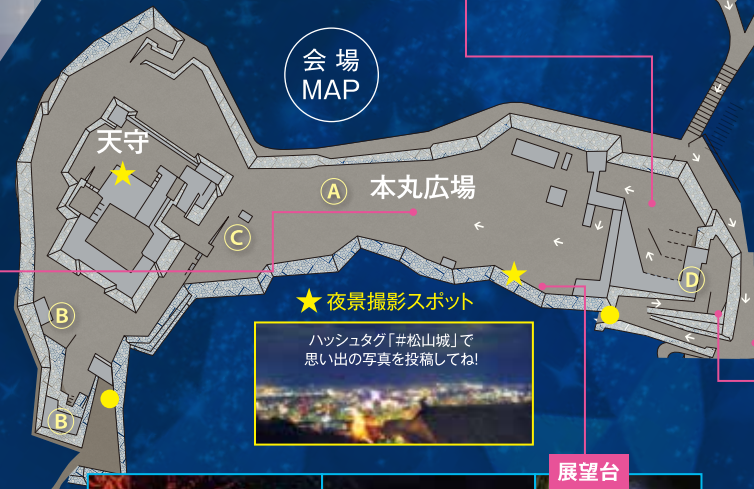 会場
MAP
天守
A
本丸広場
C
D
B
★夜景撮影スポット
ハッシュタグ「#松山城」で
思い出の写真を投稿してね!
B
展望台